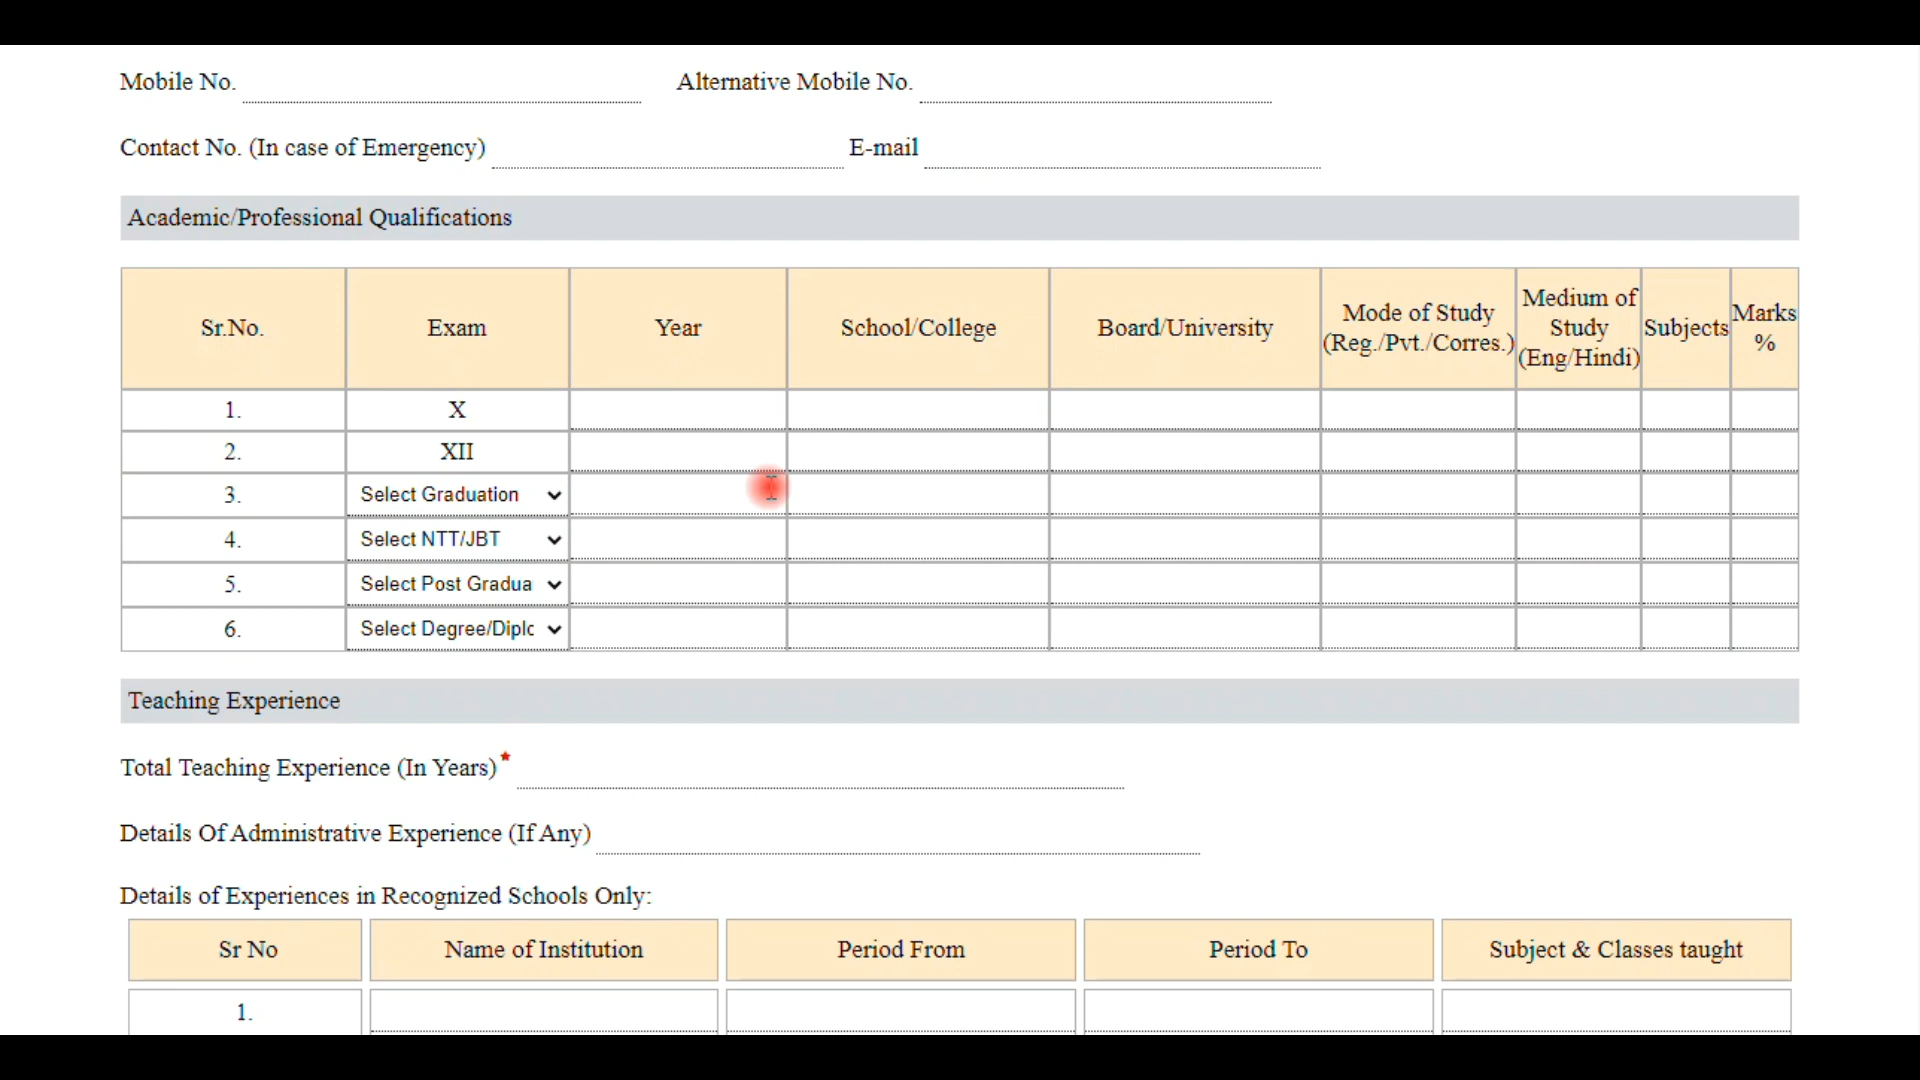 Mobile No. Alternative Mobile No.
Contact No. (In case of Emergency) E-mail
Academic/Professional Qualifications
Sr.No. Exam Year School/College Board/University Mode of Study (Reg./Pvt./Corres.) Medium of Study (Eng/Hindi) Subjects Marks %
1. X
2. XII
3. Select Graduation
4. Select NTT/JBT
5. Select Post Gradua
6. Select Degree/Diplo
Teaching Experience
Total Teaching Experience (In Years)*
Details Of Administrative Experience (If Any)
Details of Experiences in Recognized Schools Only:
Sr No Name of Institution Period From Period To Subject & Classes taught
1.